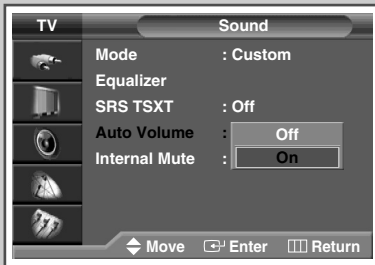 TV Sound
Mode : Custom
Equalizer
SRS TSXT : Off
Auto Volume : Off
Internal Mute : On
Move Enter Return